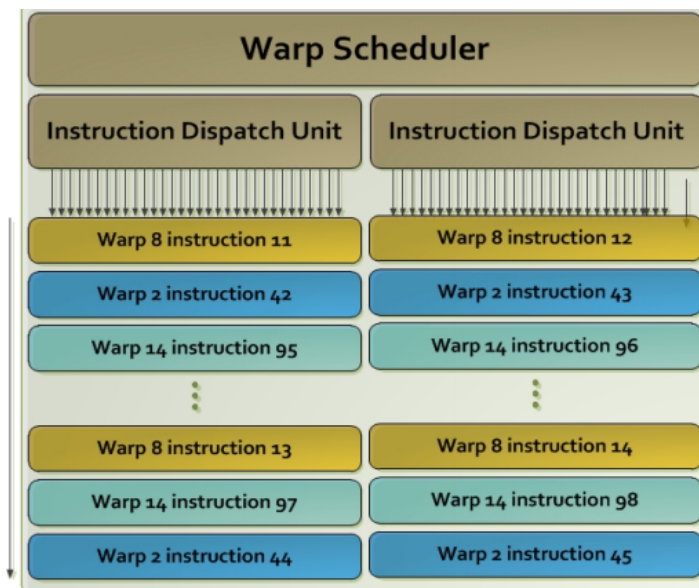 Warp Scheduler
Instruction Dispatch Unit
Instruction Dispatch Unit
Warp 8 instruction 11
Warp 8 instruction 12
Warp 2 instruction 42
Warp 2 instruction 43
Warp 14 instruction 95
Warp 14 instruction 96
Warp 8 instruction 13
Warp 8 instruction 14
Warp 14 instruction 97
Warp 14 instruction 98
Warp 2 instruction 44
Warp 2 instruction 45